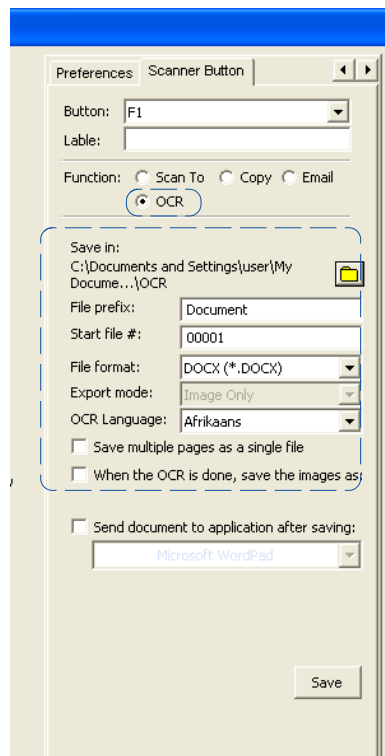 Preferences Scanner Button
Button: F1
Lable:
Function: Scan To Copy Email
OCR
Save in:
C:\Documents and Settings\user\My
Docume...\OCR
File prefix: Document
Start file #: 00001
File format: DOCX (*.DOCX)
Export mode: Image Only
OCR Language: Afrikaans
Save multiple pages as a single file
When the OCR is done, save the images as:
Send document to application after saving:
Microsoft WordPad
Save